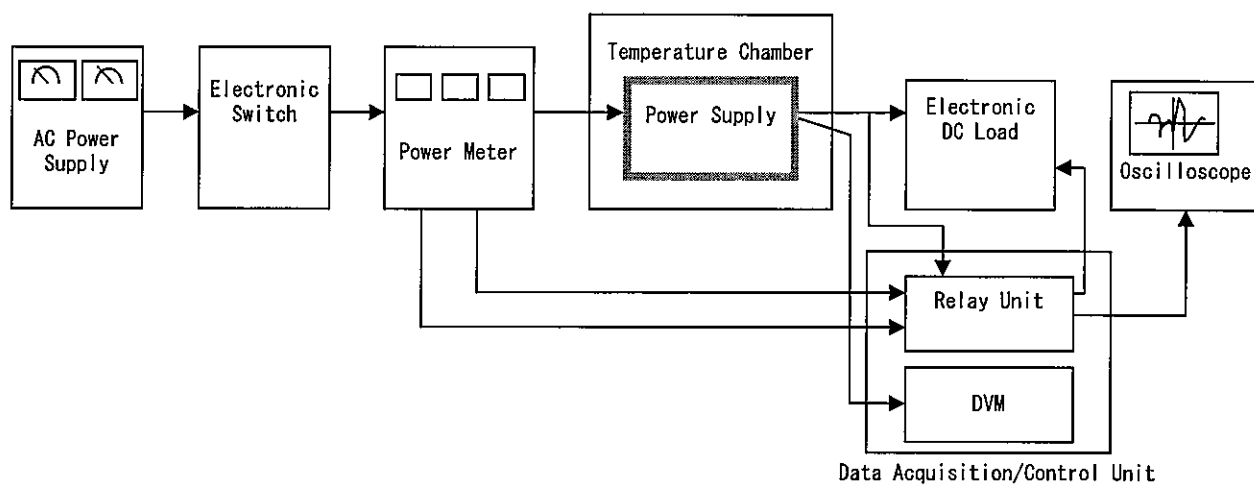 AC Power
Supply
Electronic
Switch
Power Meter
Temperature Chamber
Power Supply
Electronic
DC Load
Oscilloscope
Relay Unit
DVM
Data Acquisition/Control Unit